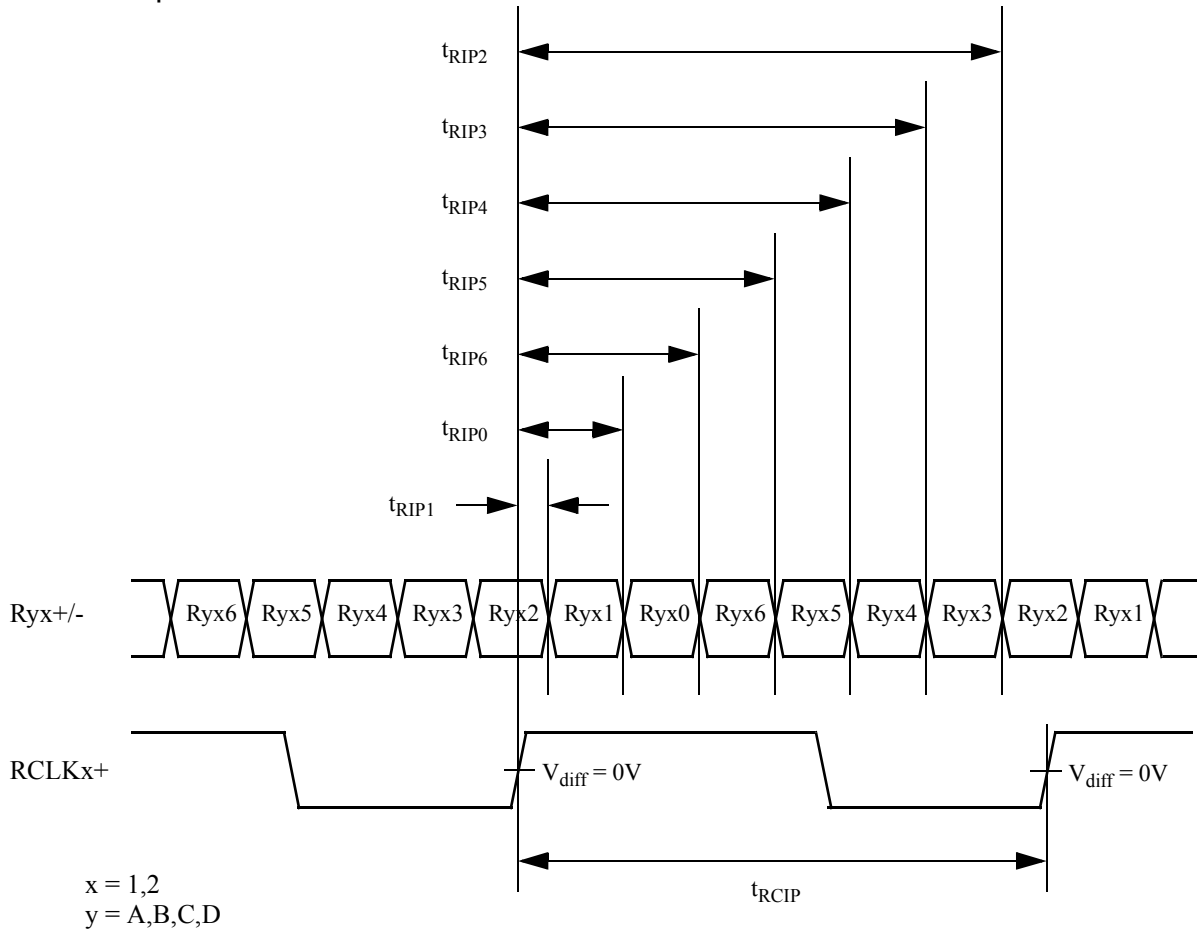 tRIP2
tRIP3
tRIP4
tRIP5
tRIP6
tRIP0
tRIP1
Ryx+/- Ryx6 Ryx5 Ryx4 Ryx3 Ryx2 Ryx1 Ryx0 Ryx6 Ryx5 Ryx4 Ryx3 Ryx2 Ryx1
RCLKx+ Vdiff = 0V Vdiff = 0V
tRCIP
x = 1,2
y = A,B,C,D